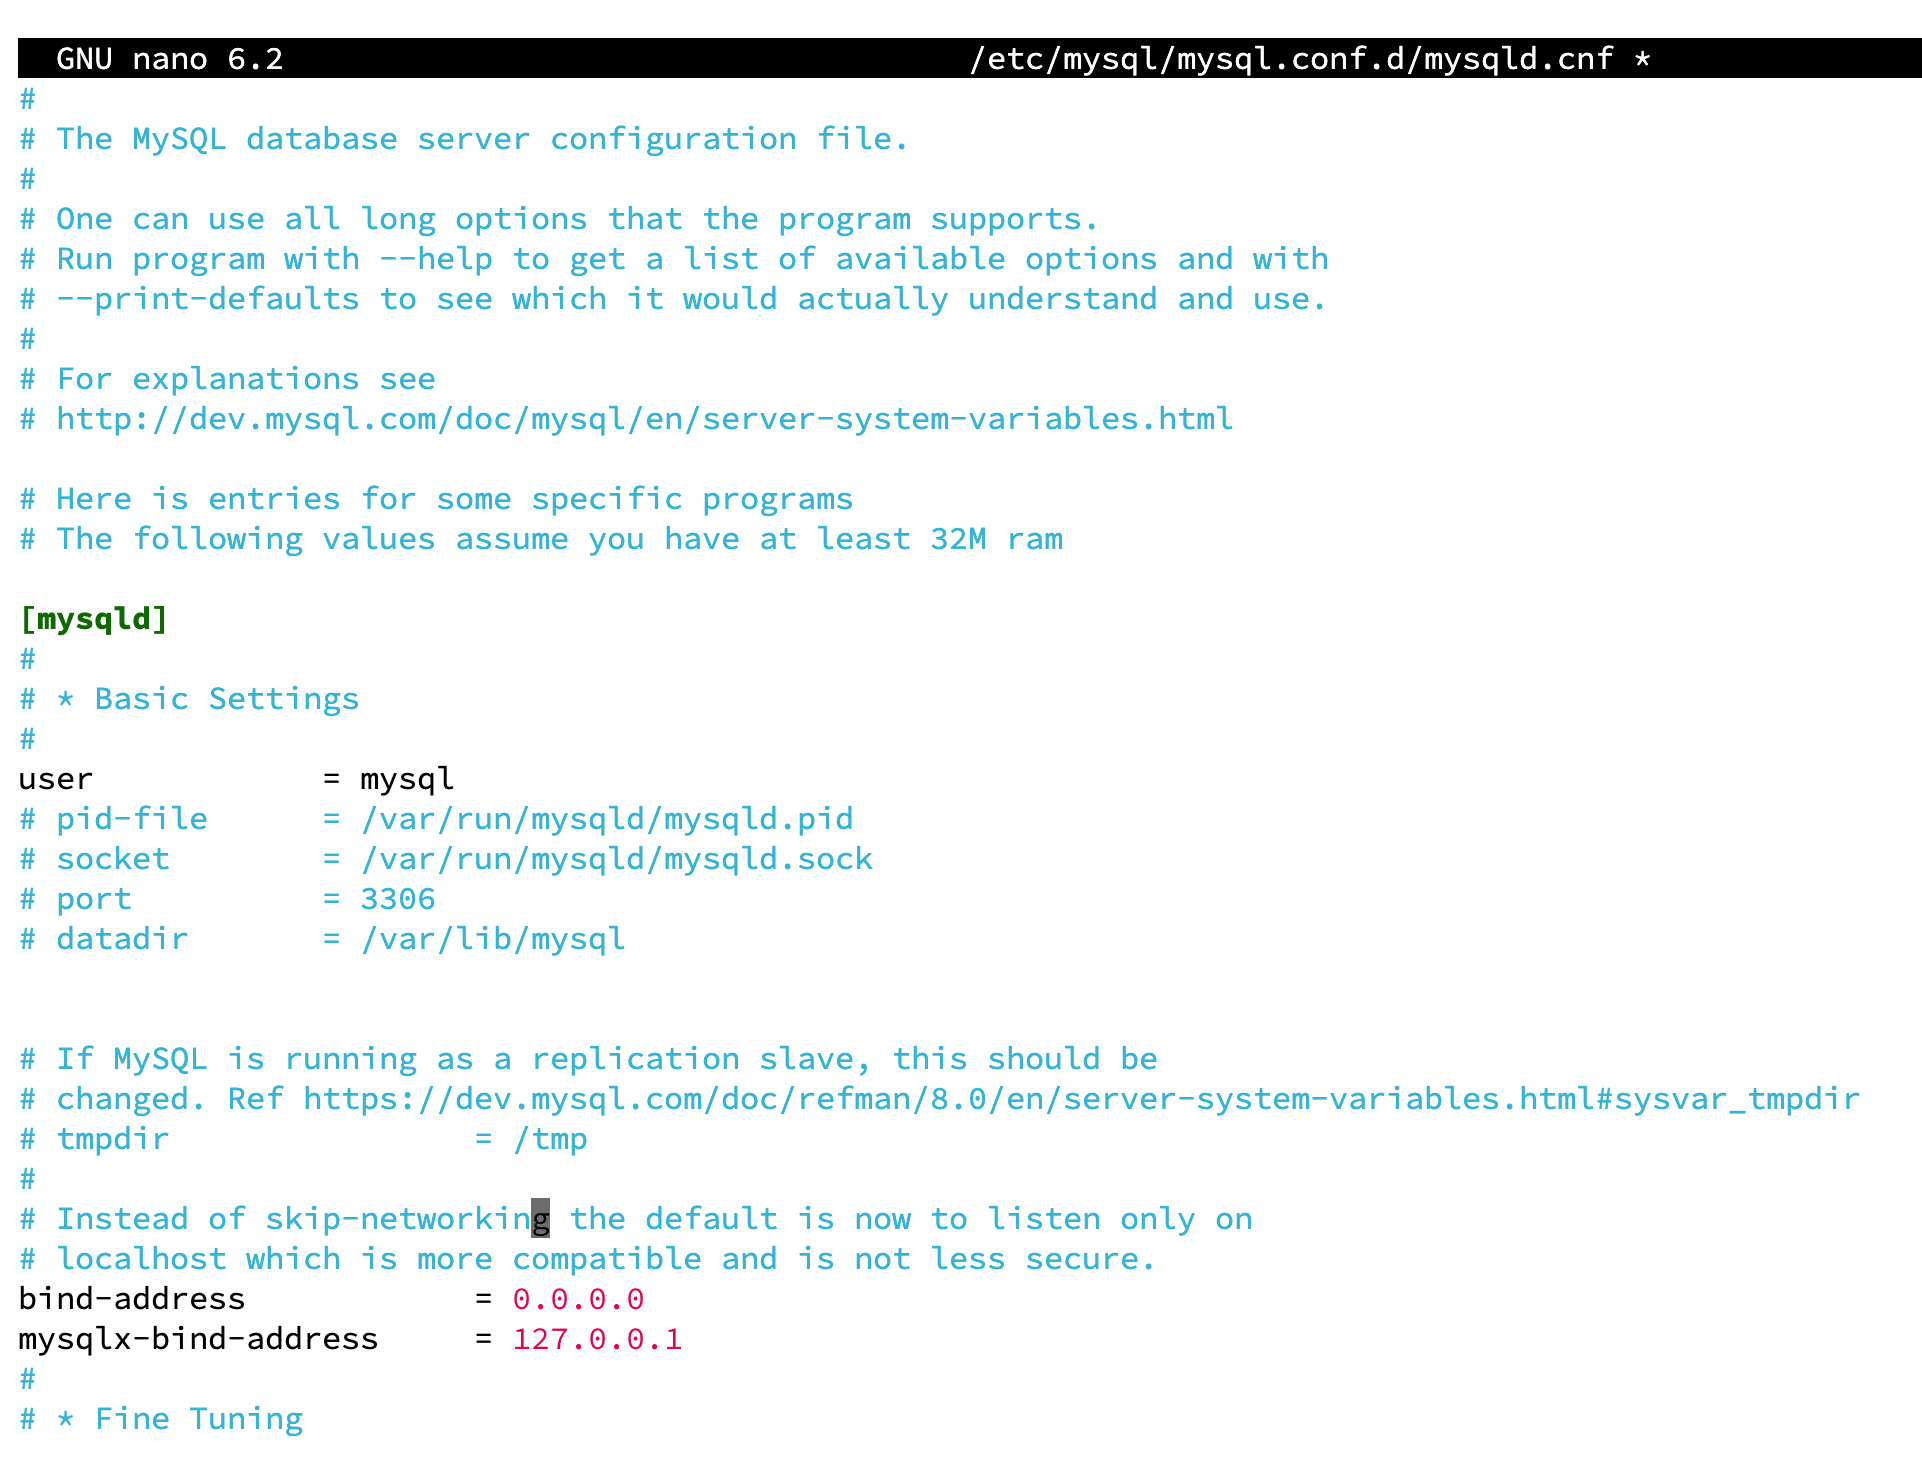 GNU nano 6.2 /etc/mysql/mysql.conf.d/mysqld.cnf *
#
# The MySQL database server configuration file.
#
# One can use all long options that the program supports.
# Run program with --help to get a list of available options and with
# --print-defaults to see which it would actually understand and use.
#
# For explanations see
# http://dev.mysql.com/doc/mysql/en/server-system-variables.html

# Here is entries for some specific programs
# The following values assume you have at least 32M ram

[mysqld]
#
# * Basic Settings
#
user            = mysql
# pid-file      = /var/run/mysqld/mysqld.pid
# socket        = /var/run/mysqld/mysqld.sock
# port          = 3306
# datadir       = /var/lib/mysql


# If MySQL is running as a replication slave, this should be
# changed. Ref https://dev.mysql.com/doc/refman/8.0/en/server-system-variables.html#sysvar_tmpdir
# tmpdir                = /tmp
#
# Instead of skip-networking the default is now to listen only on
# localhost which is more compatible and is not less secure.
bind-address            = 0.0.0.0
mysqlx-bind-address     = 127.0.0.1
#
# * Fine Tuning